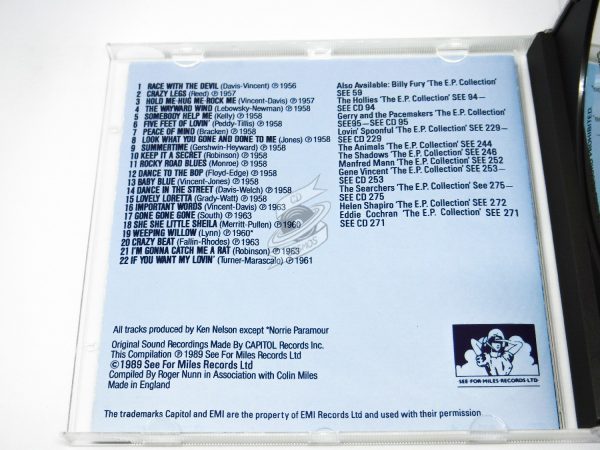 1 RACE WITH THE DEVIL (Davis-Vincent) ℗ 1956
2 CRAZY LEGS (Reed) ℗ 1957
3 HOLD ME HUG ME ROCK ME (Vincent-Davis) ℗ 1957
4 THE WAYWARD WIND (Lebowsky-Newman) ℗ 1958
5 SOMEBODY HELP ME (Kelly) ℗ 1958
6 FIVE FEET OF LOVIN' (Peddy-Tillis) ℗ 1958
7 PEACE OF MIND (Bracken) ℗ 1958
8 LOOK WHAT YOU GONE AND DONE TO ME (Jones) ℗ 1958
9 SUMMERTIME (Gershwin-Heyward) ℗ 1958
10 KEEP IT A SECRET (Robinson) ℗ 1958
11 ROCKY ROAD BLUES (Monroe) ℗ 1958
12 DANCE TO THE BOP (Floyd-Edge) ℗ 1958
13 BABY BLUE (Vincent-Jones) ℗ 1958
14 DANCE IN THE STREET (Davis-Welch) ℗ 1958
15 LOVELY LORETTA (Grady-Watt) ℗ 1958
16 IMPORTANT WORDS (Vincent-Davis) ℗ 1963
17 GONE GONE GONE (South) ℗ 1963
18 SHE SHE LITTLE SHEILA (Merritt-Pullen) ℗ 1960
19 WEEPING WILLOW (Lynn) ℗ 1960*
20 CRAZY BEAT (Fallin-Rhodes) ℗ 1963
21 I'M GONNA CATCH ME A RAT (Robinson) ℗ 1963
22 IF YOU WANT MY LOVIN' (Turner-Marascalo) ℗ 1961
Also Available: Billy Fury 'The E.P. Collection'
SEE 59
The Hollies 'The E.P. Collection' SEE 94—
SEE CD 94
Gerry and the Pacemakers 'The E.P. Collection'
SEE95—SEE CD 95
Lovin' Spoonful 'The E.P. Collection' SEE 229—
SEE CD 229
The Animals 'The E.P. Collection' SEE 244
The Shadows 'The E.P. Collection' SEE 246
Manfred Mann 'The E.P. Collection' SEE 252
Gene Vincent 'The E.P. Collection' SEE 253—
SEE CD 253
The Searchers 'The E.P. Collection' See 275—
SEE CD 275
Helen Shapiro 'The E.P. Collection' SEE 272
Eddie Cochran 'The E.P. Collection' SEE 271
SEE CD 271
All tracks produced by Ken Nelson except *Norrie Paramour
Original Sound Recordings Made By CAPITOL Records Inc.
This Compilation ℗ 1989 See For Miles Records Ltd
©1989 See For Miles Records Ltd
Compiled By Roger Nunn in Association with Colin Miles
Made in England
SEE FOR MILES RECORDS LTD
The trademarks Capitol and EMI are the property of EMI Records Ltd and used with their permission
CD